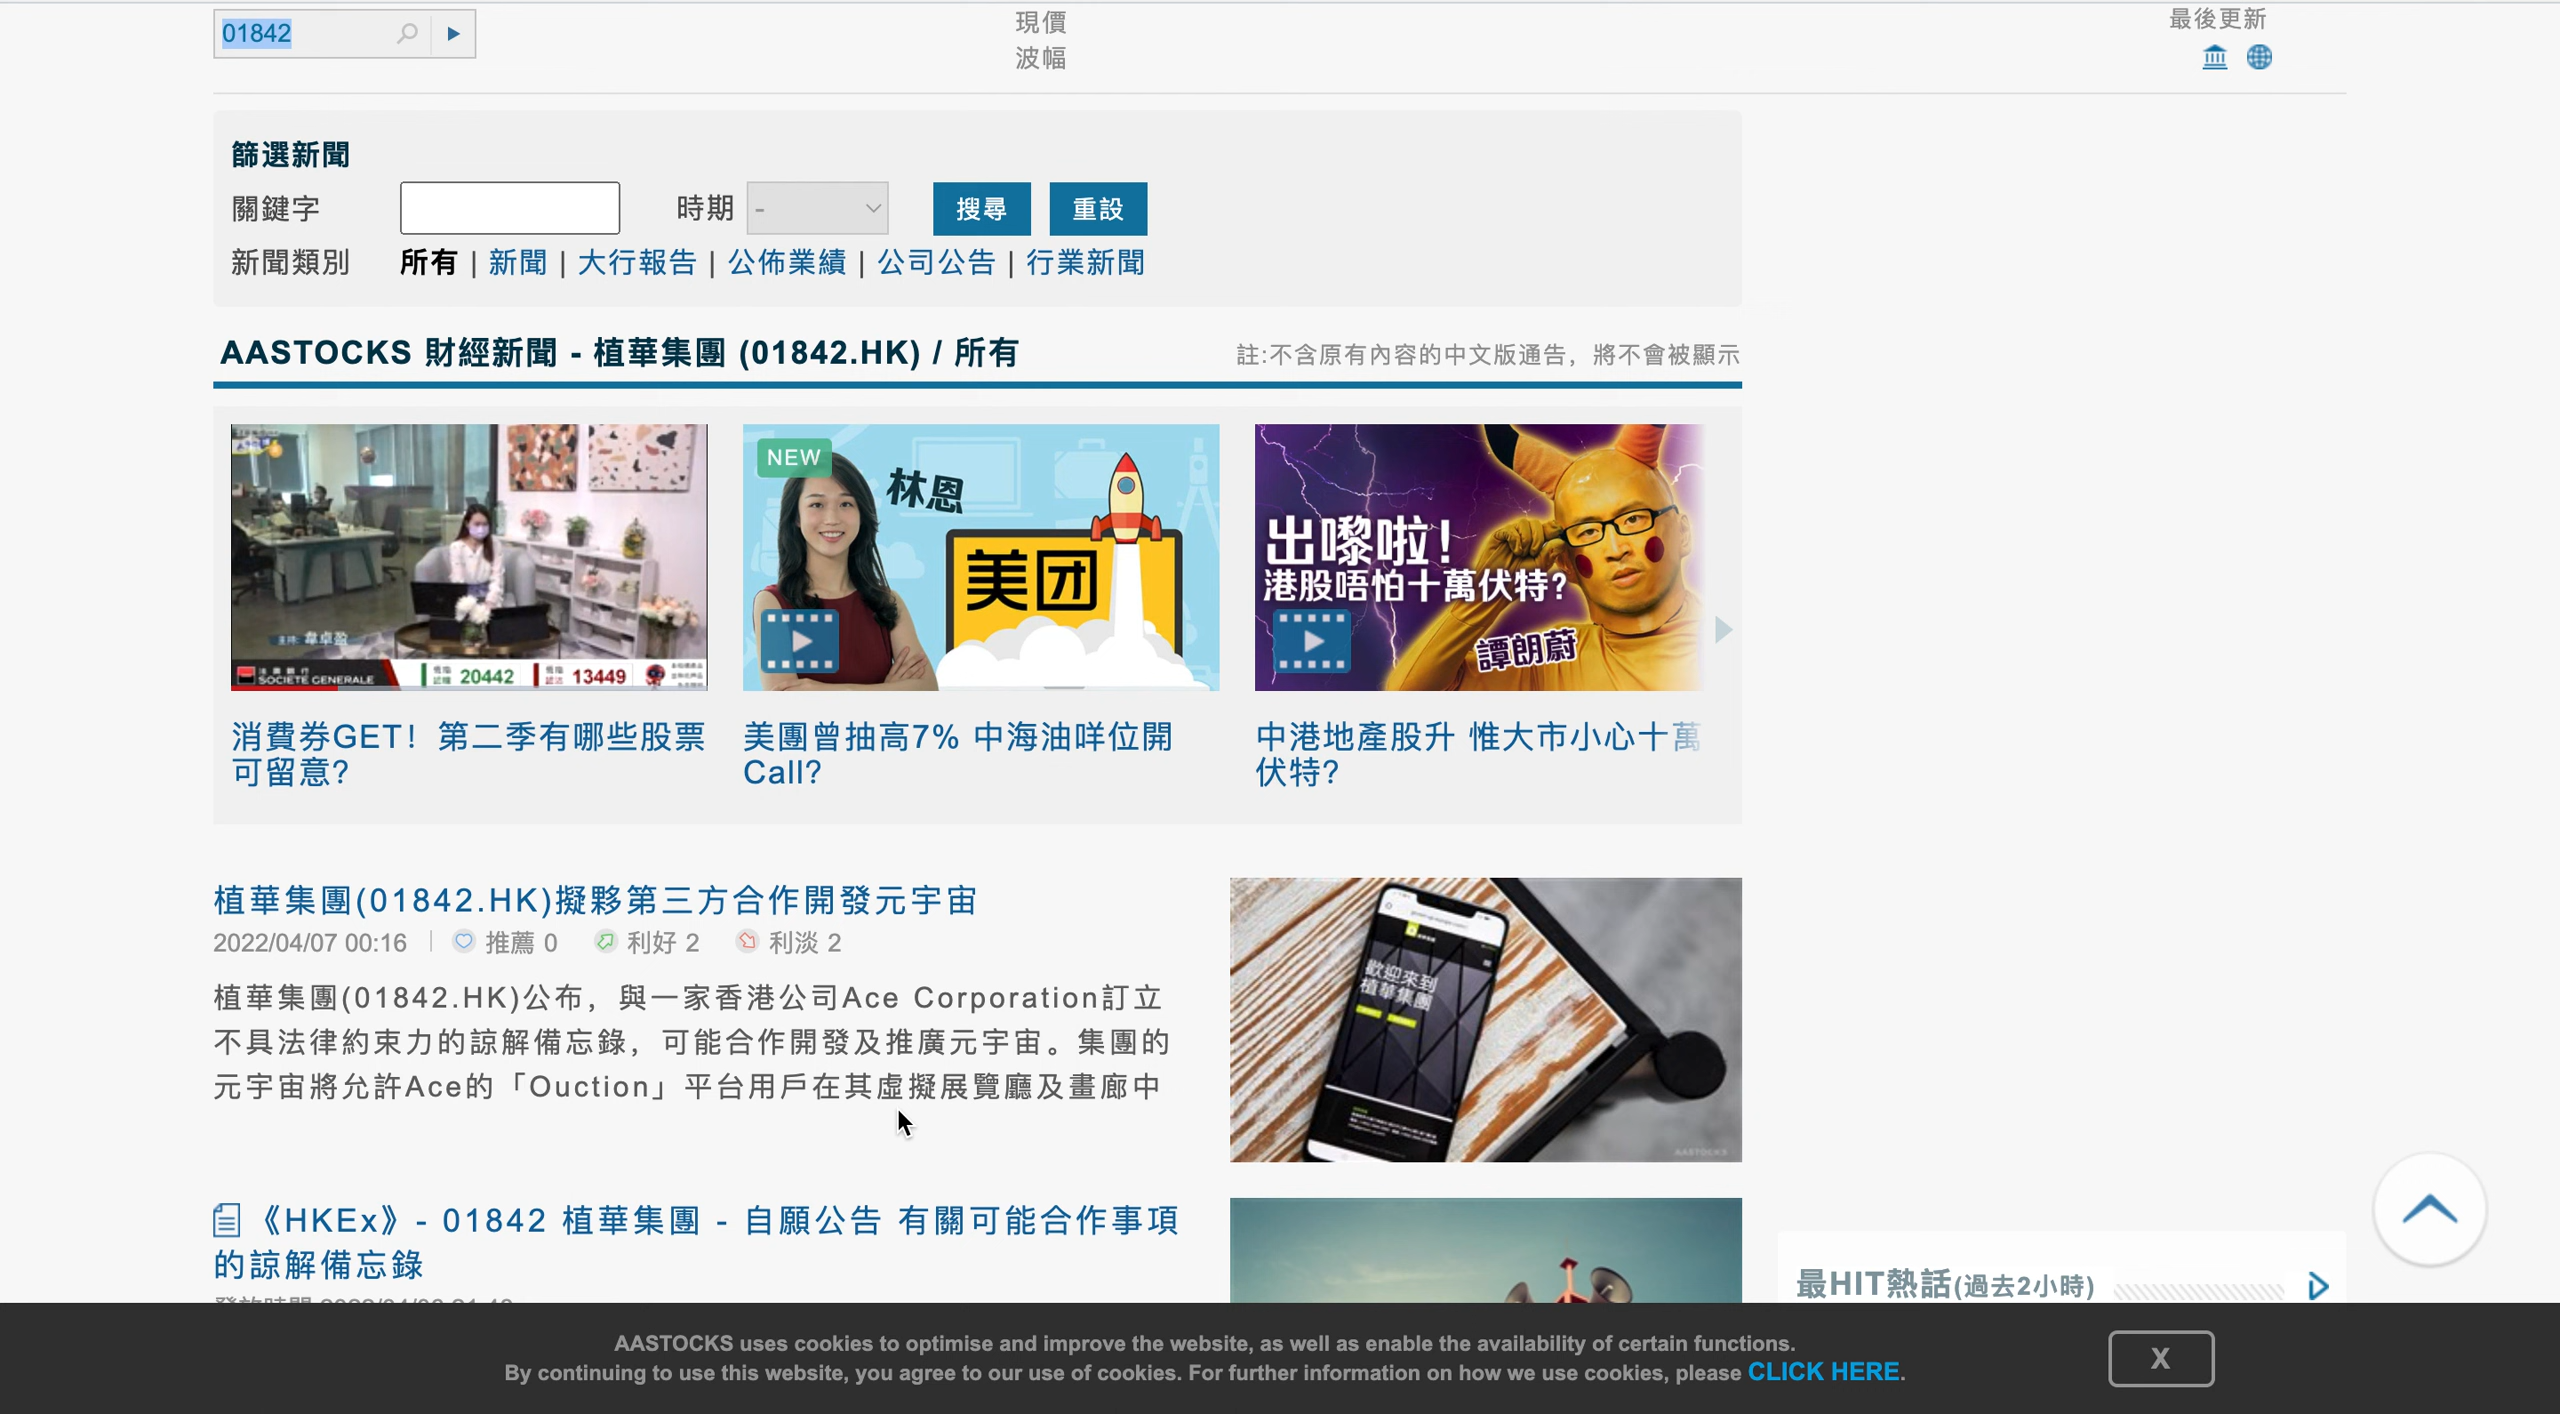 01842
現價
波幅
最後更新
篩選新聞
關鍵字
時期 -
搜尋
重設
新聞類別 所有 | 新聞 | 大行報告 | 公佈業績 | 公司公告 | 行業新聞
AASTOCKS 財經新聞 - 植華集團 (01842.HK) / 所有
註:不含原有內容的中文版通告，將不會被顯示
主持: 韋卓盈
SOCIETE GENERALE
20442
13449
NEW
林恩
美团
出嚟啦!
港股唔怕十萬伏特?
譚朗蔚
消費券GET！第二季有哪些股票
可留意?
美團曾抽高7% 中海油咩位開
Call?
中港地產股升 惟大市小心十萬
伏特?
植華集團(01842.HK)擬夥第三方合作開發元宇宙
2022/04/07 00:16 | 推薦 0 利好 2 利淡 2
植華集團(01842.HK)公布，與一家香港公司Ace Corporation訂立
不具法律約束力的諒解備忘錄，可能合作開發及推廣元宇宙。集團的
元宇宙將允許Ace的「Ouction」平台用戶在其虛擬展覽廳及畫廊中
歡迎來到
植華集團
AASTOCKS
《HKEx》- 01842 植華集團 - 自願公告 有關可能合作事項
的諒解備忘錄
最HIT熱話(過去2小時)
AASTOCKS uses cookies to optimise and improve the website, as well as enable the availability of certain functions.
By continuing to use this website, you agree to our use of cookies. For further information on how we use cookies, please CLICK HERE.
X